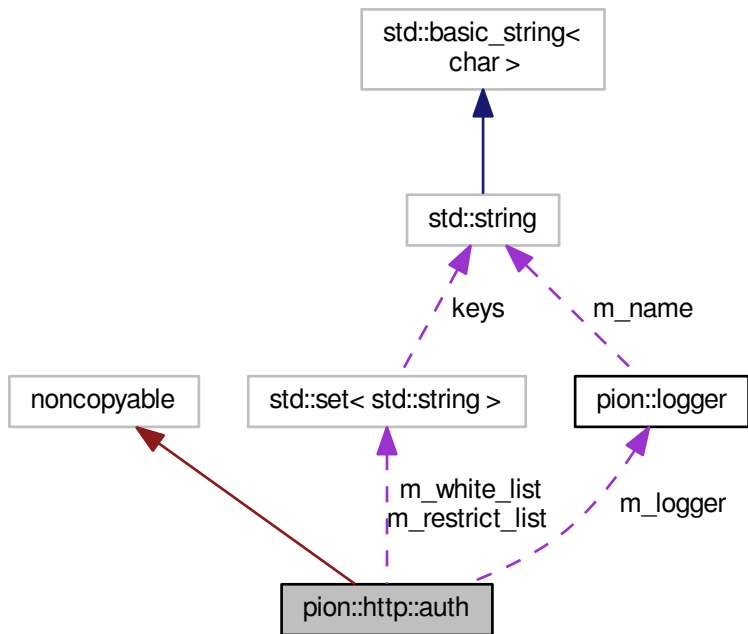 std::basic_string<
char >
std::string
keys
m_name
noncopyable
std::set< std::string >
pion::logger
m_white_list
m_restrict_list
m_logger
pion::http::auth